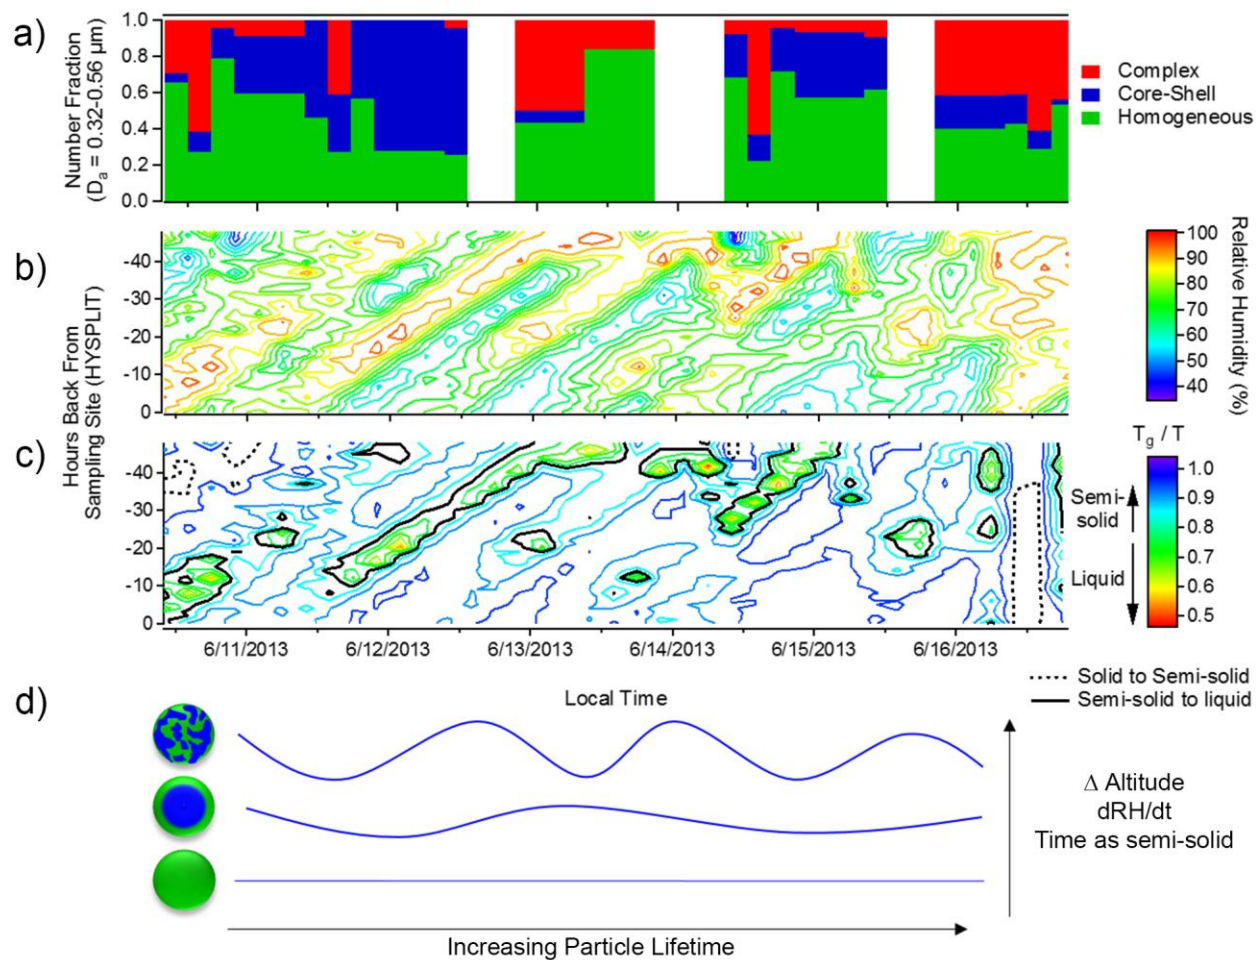 a)
Number Fraction
(Da = 0.32-0.56 µm)
1.0
0.8
0.6
0.4
0.2
0.0
Complex
Core-Shell
Homogeneous
b)
Hours Back From
Sampling Site (HYSPLIT)
-40
-30
-20
-10
0
100
90
80
70
60
50
40
Relative Humidity (%)
c)
-40
-30
-20
-10
0
6/11/2013
6/12/2013
6/13/2013
6/14/2013
6/15/2013
6/16/2013
Local Time
Tg / T
1.0
0.9
0.8
0.7
0.6
0.5
Semi-
solid
Liquid
Solid to Semi-solid
Semi-solid to liquid
d)
Δ Altitude
dRH/dt
Time as semi-solid
Increasing Particle Lifetime